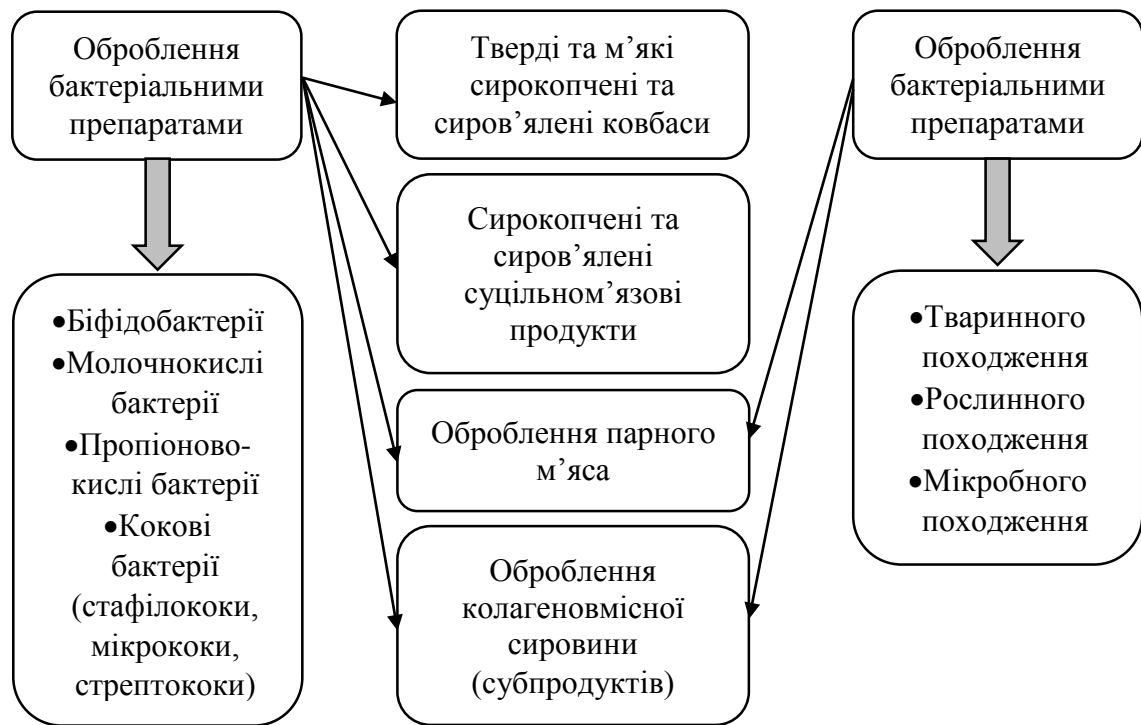 Оброблення
бактеріальними
препаратами
Тверді та м’які
сирокопчені та
сиров’ялені ковбаси
Оброблення
бактеріальними
препаратами
Сирокопчені та
сиров’ялені
суцільном’язові
продукти
•Біфідобактерії
•Молочнокислі
бактерії
•Пропіоново-
кислі бактерії
•Кокові
бактерії
(стафілококи,
мікрококи,
стрептококи)
Оброблення парного
м’яса
Оброблення
колагеновмісної
сировини
(субпродуктів)
•Тваринного
походження
•Рослинного
походження
•Мікробного
походження